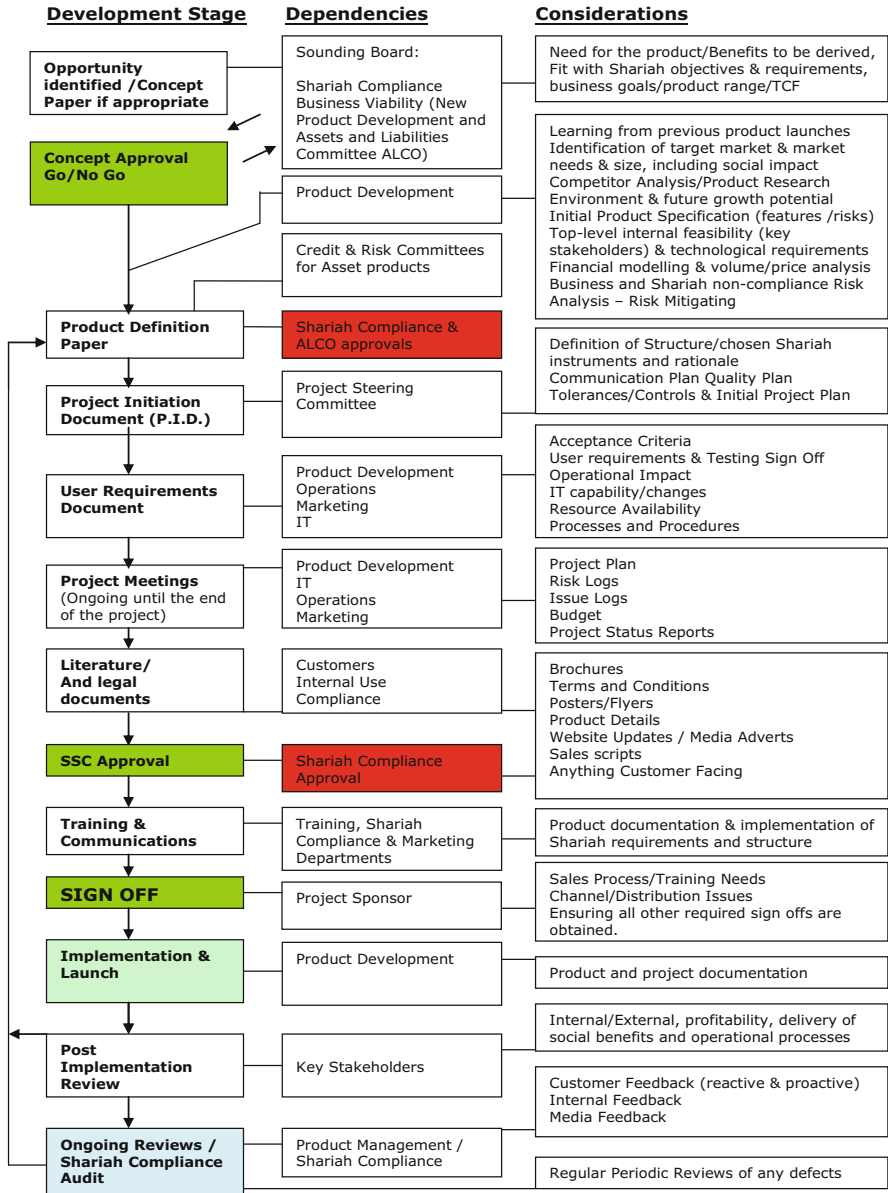 Development Stage
Dependencies
Considerations
Opportunity
identified /Concept
Paper if appropriate
Sounding Board:
Shariah Compliance
Business Viability (New
Product Development and
Assets and Liabilities
Committee ALCO)
Need for the product/Benefits to be derived,
Fit with Shariah objectives & requirements,
business goals/product range/TCF
Concept Approval
Go/No Go
Product Development
Learning from previous product launches
Identification of target market & market
needs & size, including social impact
Competitor Analysis/Product Research
Environment & future growth potential
Initial Product Specification (features /risks)
Top-level internal feasibility (key
stakeholders) & technological requirements
Financial modelling & volume/price analysis
Business and Shariah non-compliance Risk
Analysis – Risk Mitigating
Credit & Risk Committees
for Asset products
Product Definition
Paper
Shariah Compliance &
ALCO approvals
Definition of Structure/chosen Shariah
instruments and rationale
Communication Plan Quality Plan
Tolerances/Controls & Initial Project Plan
Project Initiation
Document (P.I.D.)
Project Steering
Committee
User Requirements
Document
Product Development
Operations
Marketing
IT
Acceptance Criteria
User requirements & Testing Sign Off
Operational Impact
IT capability/changes
Resource Availability
Processes and Procedures
Project Meetings
(Ongoing until the end
of the project)
Product Development
IT
Operations
Marketing
Project Plan
Risk Logs
Issue Logs
Budget
Project Status Reports
Literature/
And legal
documents
Customers
Internal Use
Compliance
Brochures
Terms and Conditions
Posters/Flyers
Product Details
Website Updates / Media Adverts
Sales scripts
Anything Customer Facing
SSC Approval
Shariah Compliance
Approval
Training &
Communications
Training, Shariah
Compliance & Marketing
Departments
Product documentation & implementation of
Shariah requirements and structure
SIGN OFF
Project Sponsor
Sales Process/Training Needs
Channel/Distribution Issues
Ensuring all other required sign offs are
obtained.
Implementation &
Launch
Product Development
Product and project documentation
Post
Implementation
Review
Key Stakeholders
Internal/External, profitability, delivery of
social benefits and operational processes
Customer Feedback (reactive & proactive)
Internal Feedback
Media Feedback
Ongoing Reviews /
Shariah Compliance
Audit
Product Management /
Shariah Compliance
Regular Periodic Reviews of any defects